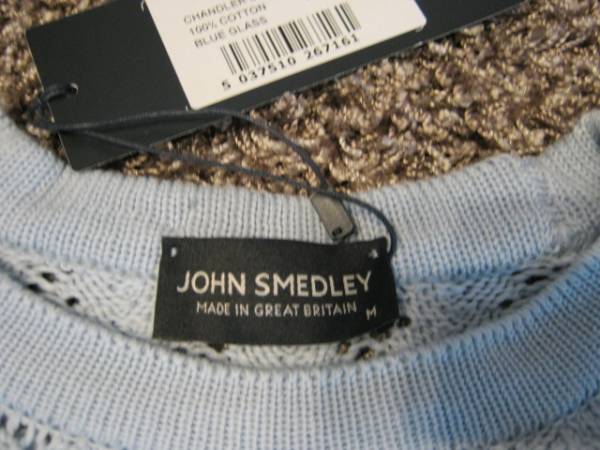 CHANDLER
100% COTTON
BLUE GLASS
5 037510 267161
JOHN SMEDLEY
MADE IN GREAT BRITAIN M